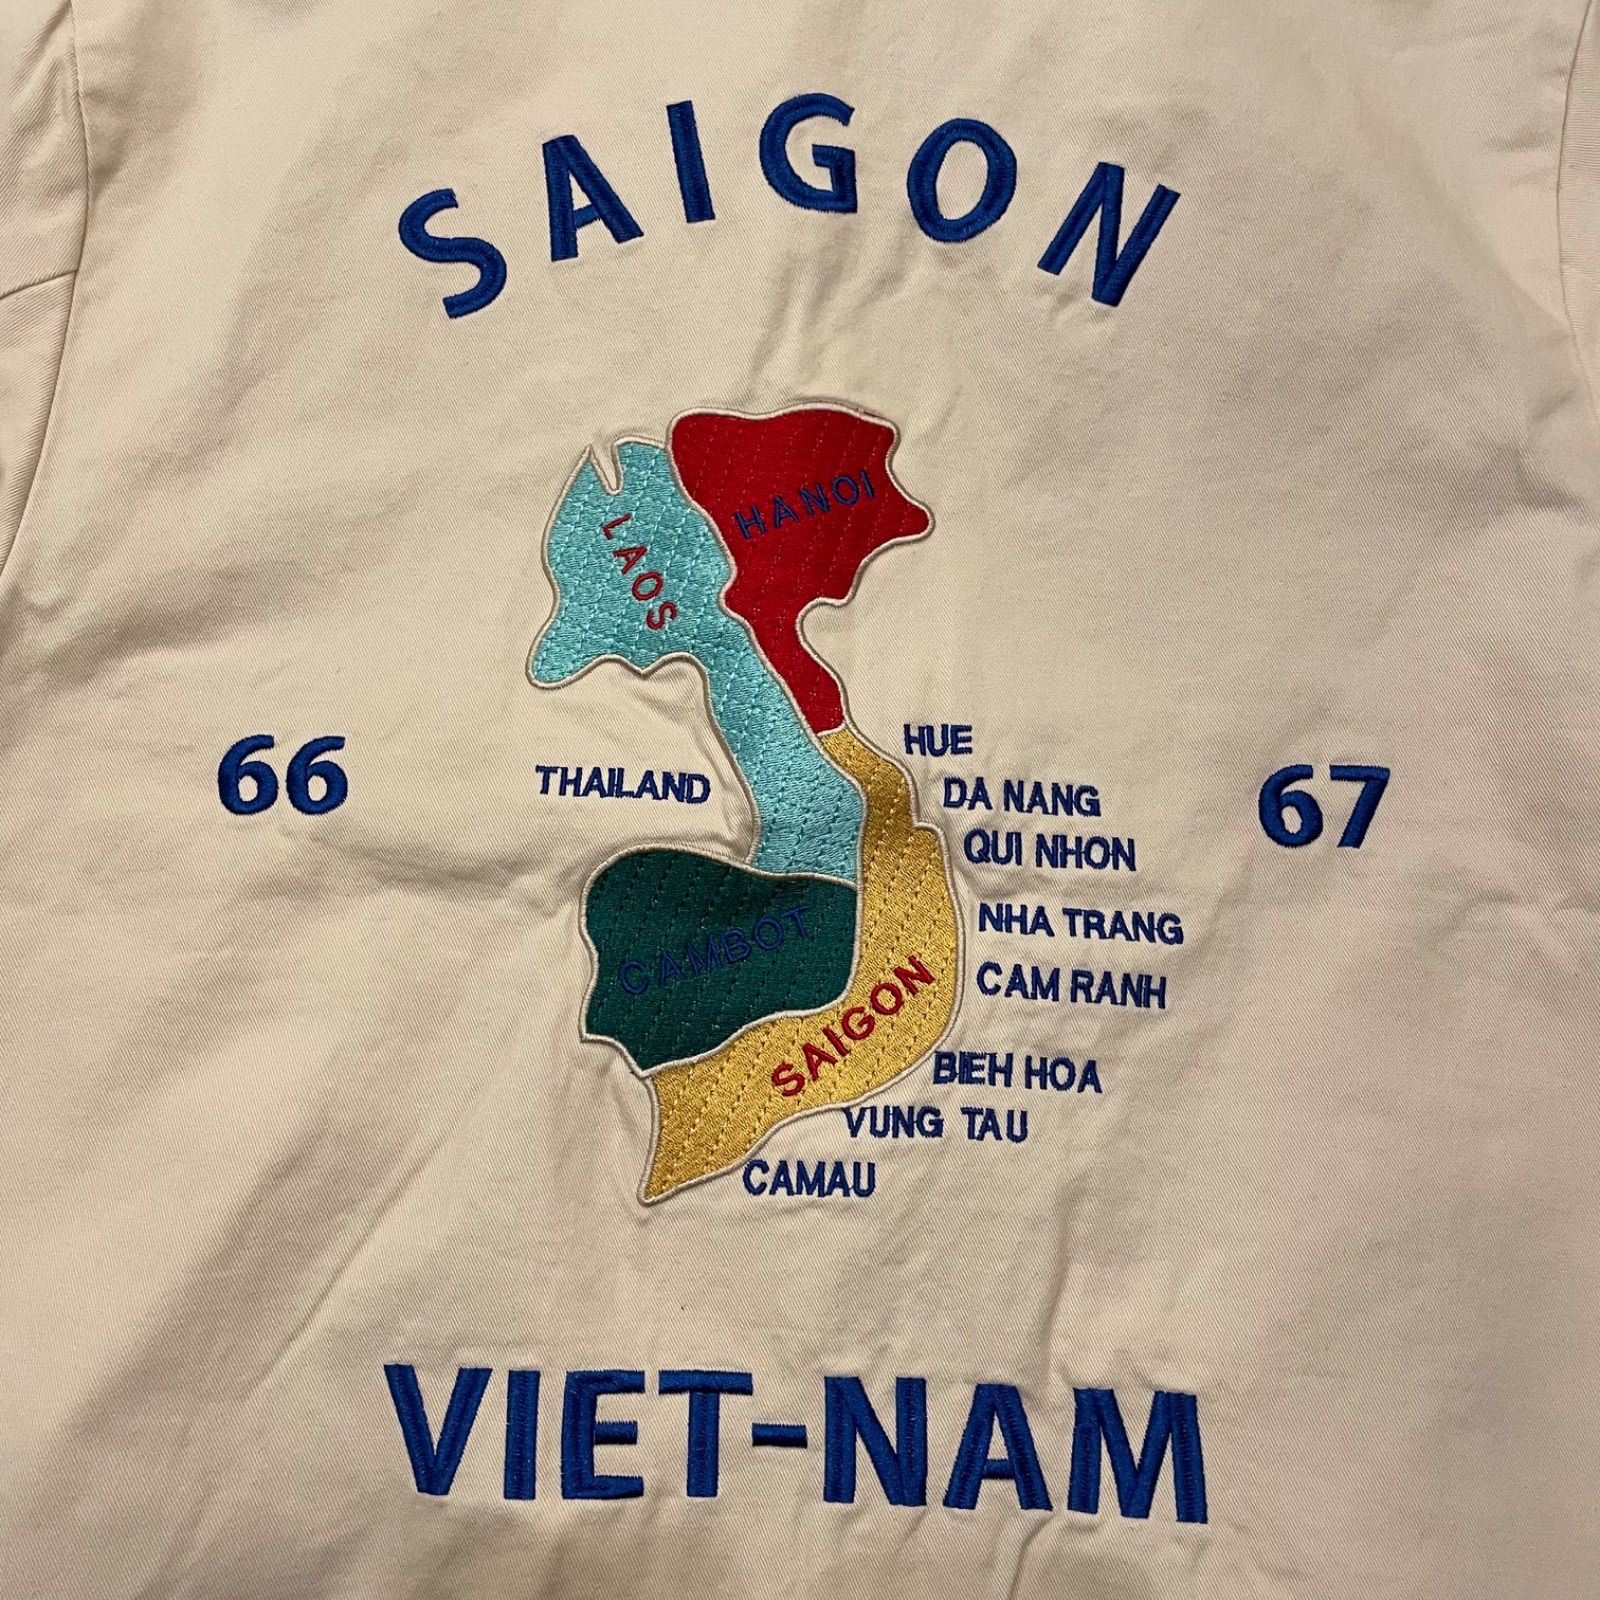 SAIGON
HANOI
LAOS
HUE
66
THAILAND
DA NANG
67
QUI NHON
CAMBOT
NHA TRANG
SAIGON
CAM RANH
BIEH HOA
VUNG TAU
CAMAU
VIET-NAM